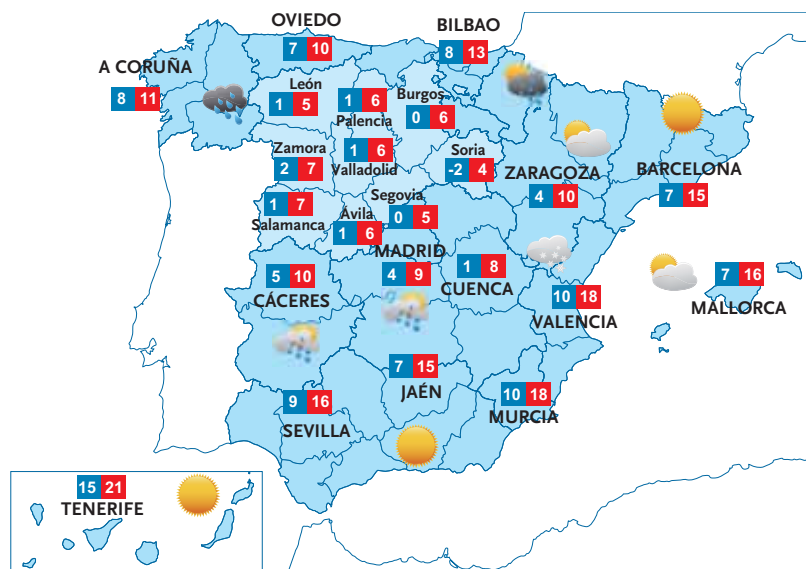 OVIEDO
7 10
BILBAO
8 13
A CORUÑA
8 11
León
1 5
1 6
Palencia
Burgos
0 6
Zamora
2 7
1 6
Valladolid
Soria
-2 4
ZARAGOZA
4 10
BARCELONA
7 15
1 7
Salamanca
Ávila
1 6
Segovia
0 5
MADRID
4 9
1 8
CUENCA
5 10
CÁCERES
10 18
VALENCIA
7 16
MALLORCA
7 15
JAÉN
9 16
SEVILLA
10 18
MURCIA
15 21
TENERIFE